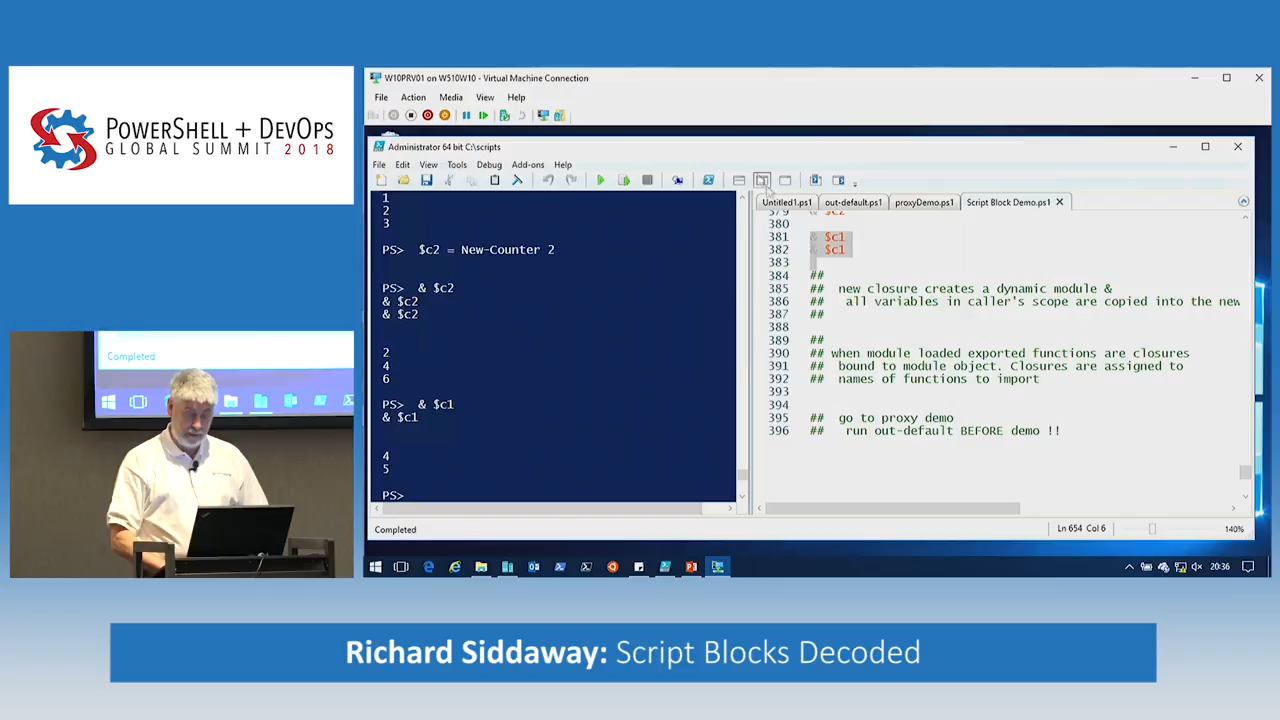 POWERSHELL + DEVOPS
GLOBAL SUMMIT 2018
Completed
W10PRV01 on W510W10 - Virtual Machine Connection
File Action Media View Help
Administrator 64 bit C:\scripts
File Edit View Tools Debug Add-ons Help
Untitled1.ps1 out-default.ps1 proxyDemo.ps1 Script Block Demo.ps1
1
2
3
PS> $c2 = New-Counter 2
PS> & $c2
& $c2
& $c2
2
4
6
PS> & $c1
& $c1
4
5
PS>
379 & $c2
380
381 & $c1
382 & $c1
383
384 ##
385 ## new closure creates a dynamic module &
386 ## all variables in caller's scope are copied into the new
387 ##
388
389 ##
390 ## when module loaded exported functions are closures
391 ## bound to module object. Closures are assigned to
392 ## names of functions to import
393
394
395 ## go to proxy demo
396 ## run out-default BEFORE demo !!
Completed
Ln 654 Col 6
140%
20:36
Richard Siddaway: Script Blocks Decoded